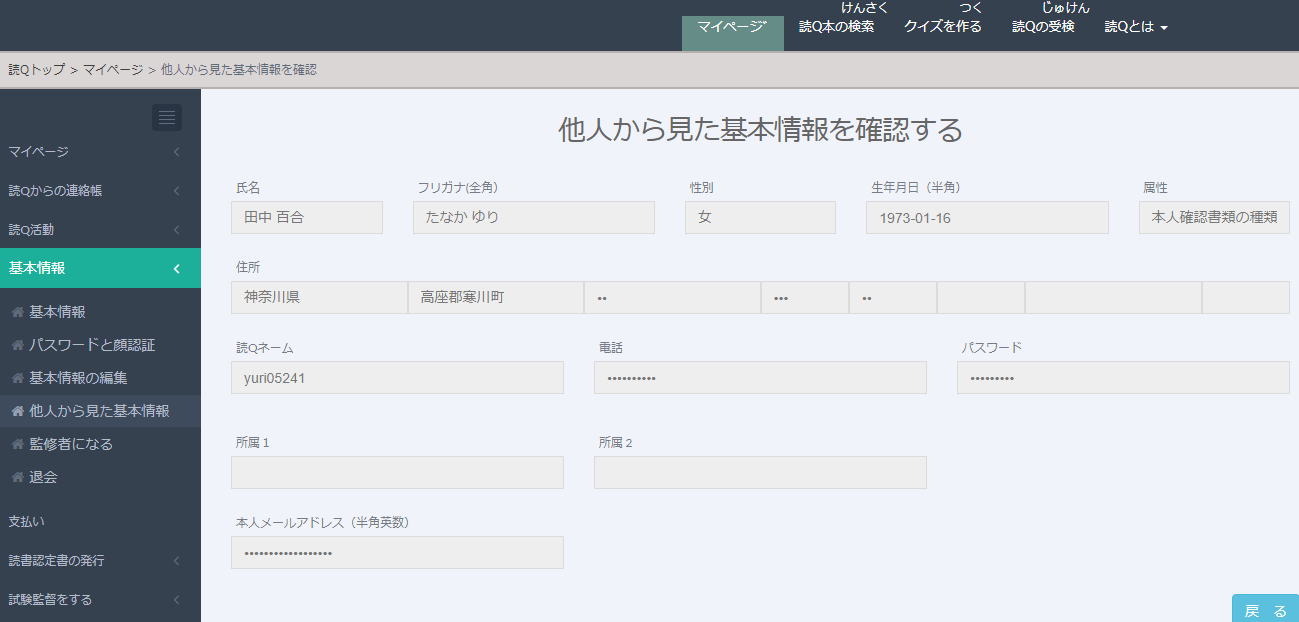 けんさく つく じゅけん
マイページ 読Q本の検索 クイズを作る 読Qの受検 読Qとは
読Qトップ > マイページ > 他人から見た基本情報を確認
マイページ
読Qからの連絡帳
読Q活動
基本情報
基本情報
パスワードと顔認証
基本情報の編集
他人から見た基本情報
監修者になる
退会
支払い
読書認定書の発行
試験監督をする
他人から見た基本情報を確認する
氏名 フリガナ(全角) 性別 生年月日（半角） 属性
田中 百合 たなか ゆり 女 1973-01-16 本人確認書類の種類
住所
神奈川県 高座郡寒川町 •• ••• ••
読Qネーム 電話 パスワード
yuri05241 •••••••••• •••••••••
所属 1 所属 2
本人メールアドレス（半角英数）
••••••••••••••••••
戻 る